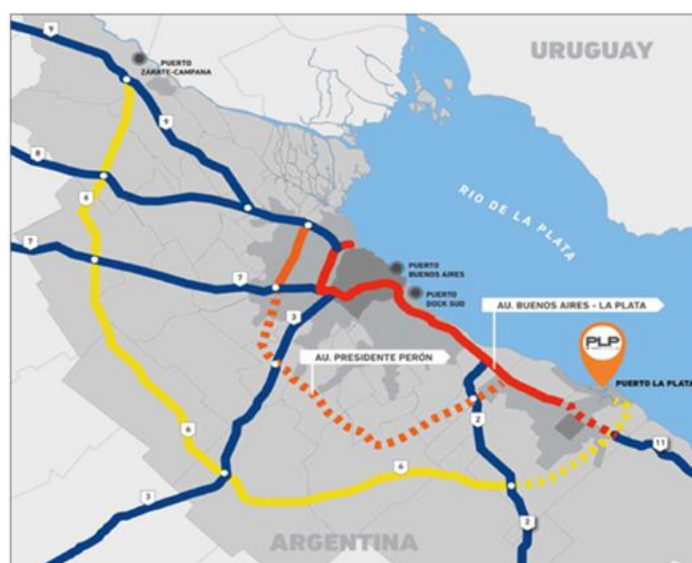 9
PUERTO
ZÁRATE-CAMPANA
URUGUAY
9
8
6
RIO DE LA PLATA
7
7
PUERTO
BUENOS AIRES
PUERTO
DOCK SUD
AU. BUENOS AIRES - LA PLATA
3
PLP
AU. PRESIDENTE PERÓN
PUERTO LA PLATA
2
6
6
11
3
2
ARGENTINA